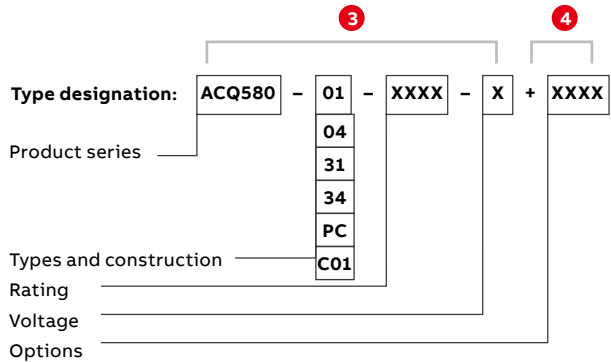 3 4
Type designation: ACQ580 – 01 – XXXX – X + XXXX
04
Product series
31
34
PC
Types and construction C01
Rating
Voltage
Options